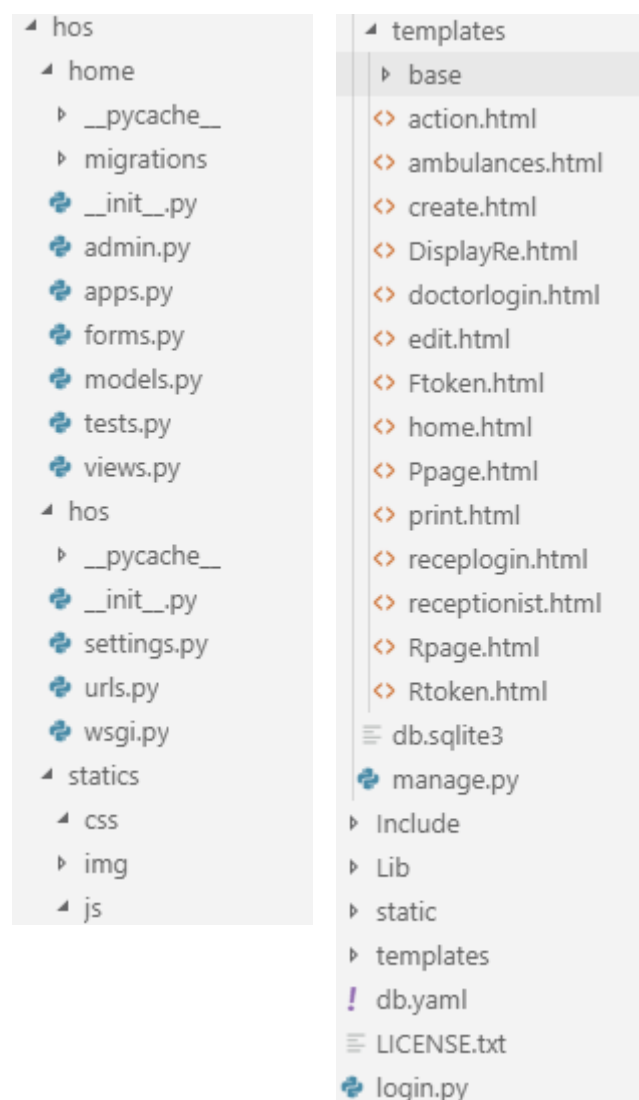 hos
home
__pycache__
migrations
__init__.py
admin.py
apps.py
forms.py
models.py
tests.py
views.py
hos
__pycache__
__init__.py
settings.py
urls.py
wsgi.py
statics
css
img
js
templates
base
action.html
ambulances.html
create.html
DisplayRe.html
doctorlogin.html
edit.html
Ftoken.html
home.html
Ppage.html
print.html
receplogin.html
receptionist.html
Rpage.html
Rtoken.html
db.sqlite3
manage.py
Include
Lib
static
templates
db.yaml
LICENSE.txt
login.py